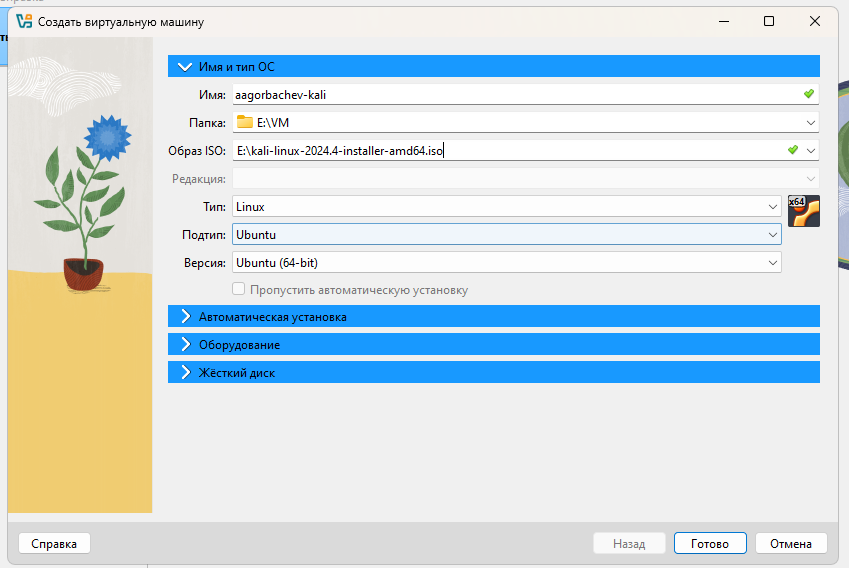 Создать виртуальную машину
Имя и тип ОС
Имя: aagorbachev-kali
Папка: E:\VM
Образ ISO: E:\kali-linux-2024.4-installer-amd64.iso
Редакция:
Тип: Linux
x64
Подтип: Ubuntu
Версия: Ubuntu (64-bit)
Пропустить автоматическую установку
Автоматическая установка
Оборудование
Жёсткий диск
Справка Назад Готово Отмена